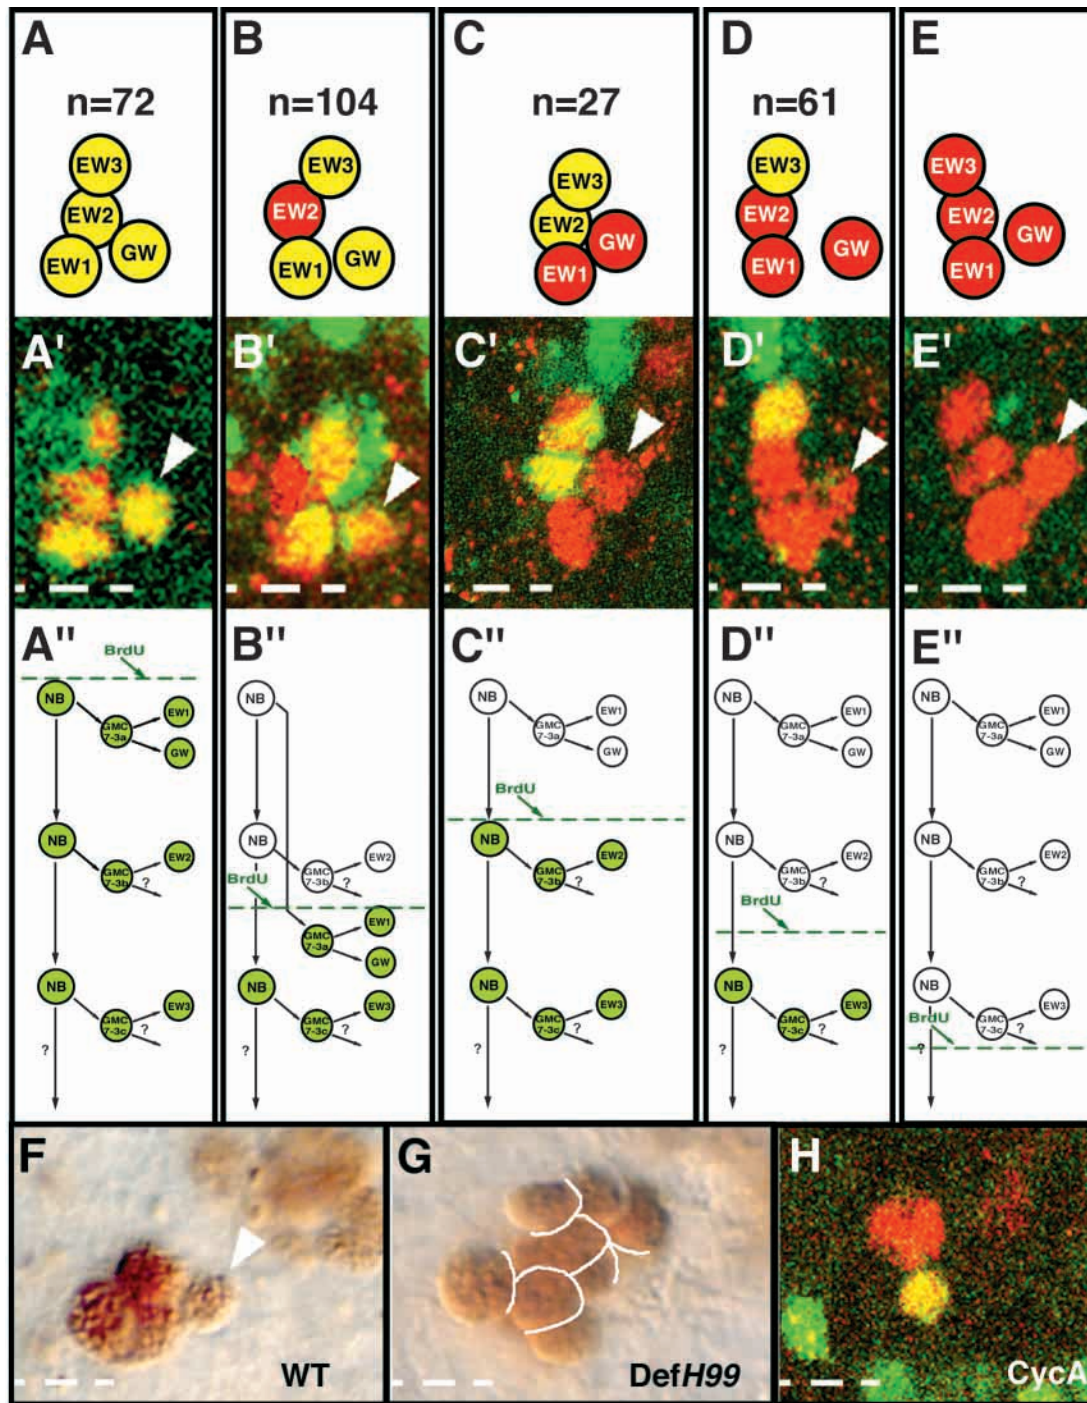 A
n=72
EW3
EW2
EW1
GW
B
n=104
EW3
EW2
EW1
GW
C
n=27
EW3
EW2
GW
EW1
D
n=61
EW3
EW2
EW1
GW
E
EW3
EW2
EW1
GW
A'
B'
C'
D'
E'
A"
BrdU
NB
GMC
7-3a
EW1
GW
NB
GMC
7-3b
EW2
?
NB
GMC
7-3c
EW3
?
?
B"
NB
NB
GMC
7-3b
EW2
?
BrdU
GMC
7-3a
EW1
GW
NB
GMC
7-3c
EW3
?
?
C"
NB
GMC
7-3a
EW1
GW
BrdU
NB
GMC
7-3b
EW2
?
NB
GMC
7-3c
EW3
?
?
D"
NB
GMC
7-3a
EW1
GW
NB
GMC
7-3b
EW2
?
BrdU
NB
GMC
7-3c
EW3
?
?
E"
NB
GMC
7-3a
EW1
GW
NB
GMC
7-3b
EW2
?
NB
GMC
7-3c
EW3
?
BrdU
?
F
WT
G
DefH99
H
CycA